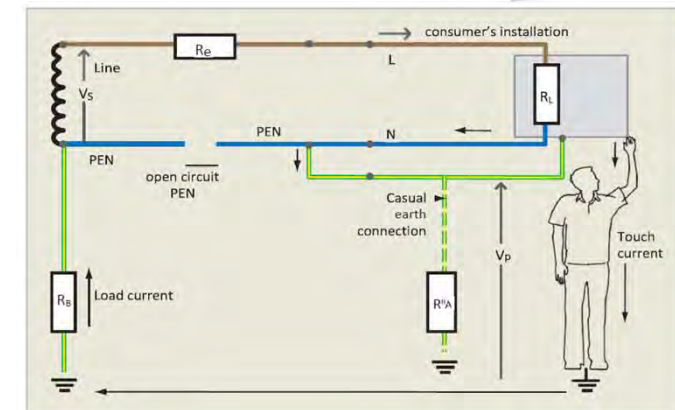 consumer's installation
Re
L
Line
Vs
RL
PEN
N
PEN
open circuit
PEN
Casual
earth
connection
Vp
Touch
current
RB
Load current
R"A